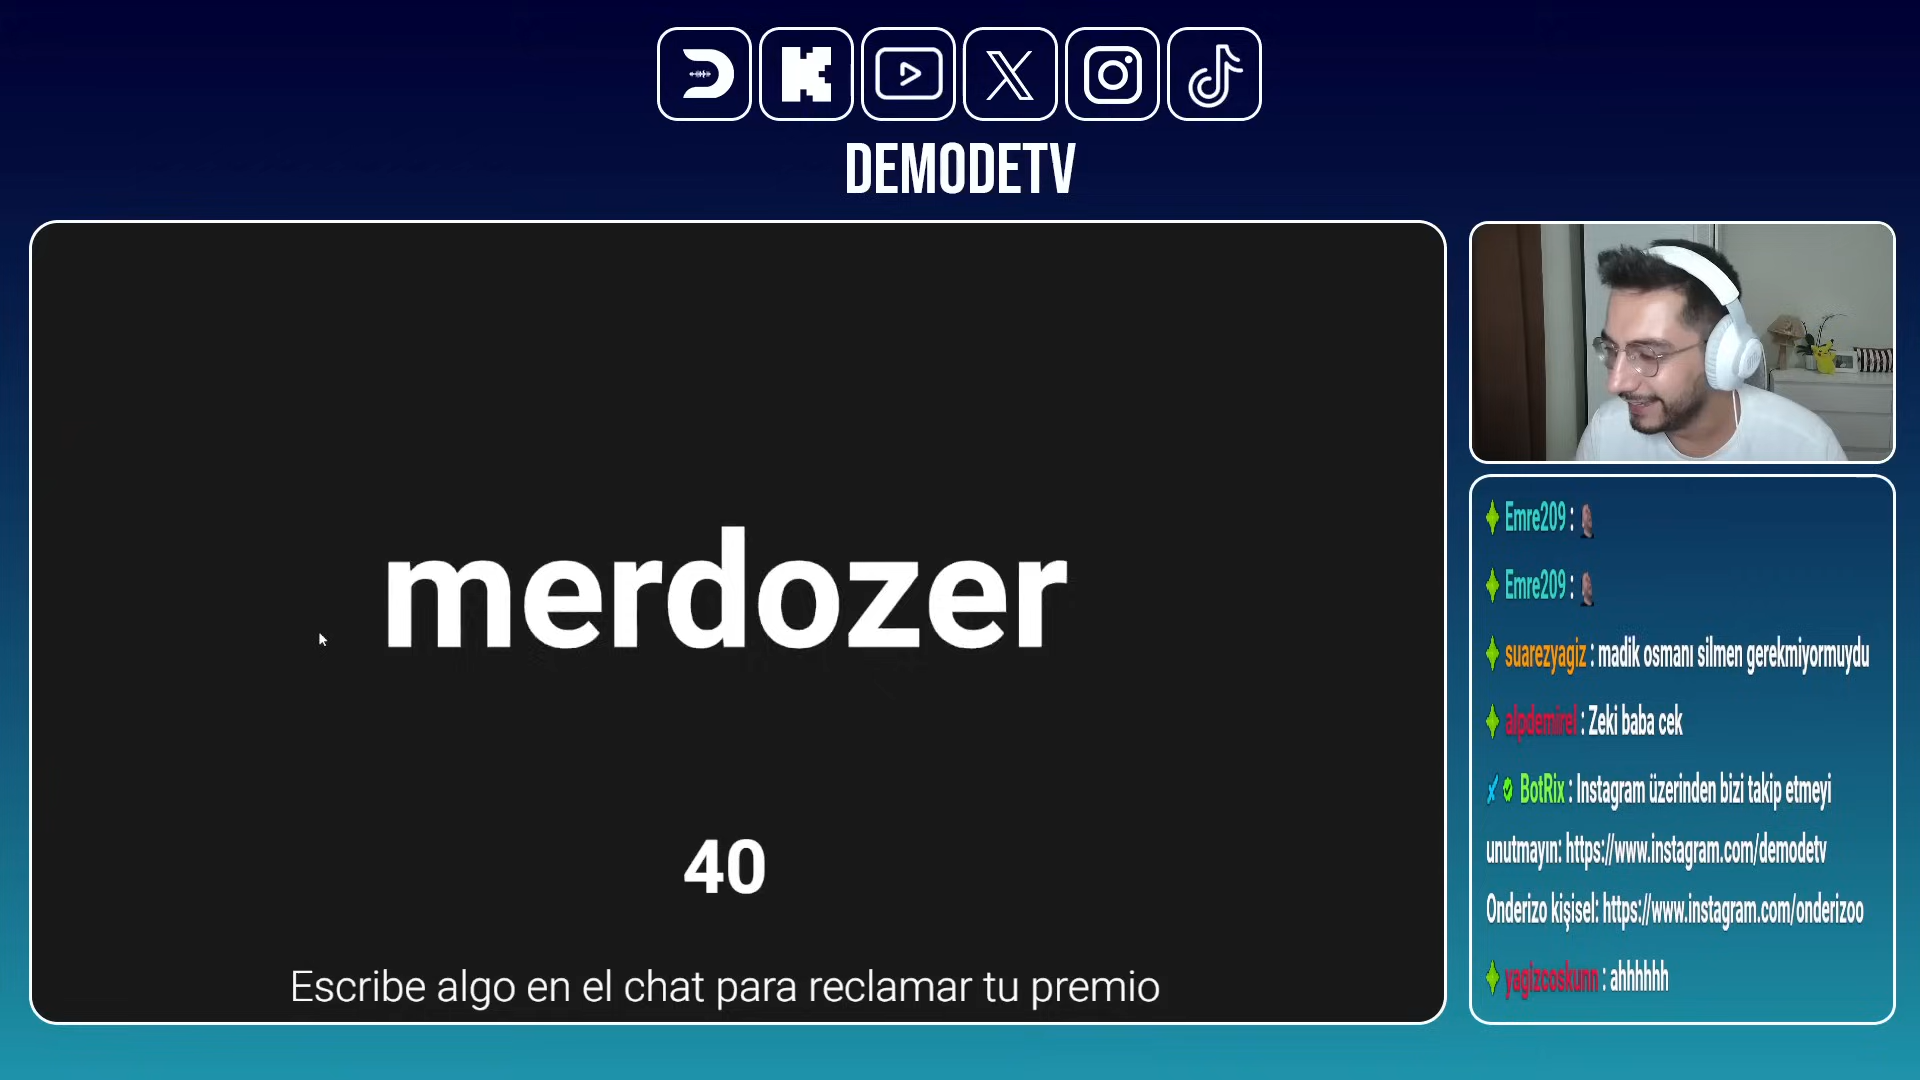 DEMODETV
merdozer
40
Escribe algo en el chat para reclamar tu premio
Emre209 :
Emre209 :
suarezyagiz : madik osmanı silmen gerekmiyormuydu
alpdemirel : Zeki baba cek
BotRix : Instagram üzerinden bizi takip etmeyi
unutmayın: https://www.instagram.com/demodetv
Onderizo kişisel: https://www.instagram.com/onderizoo
yagizcoskunn : ahhhhhh